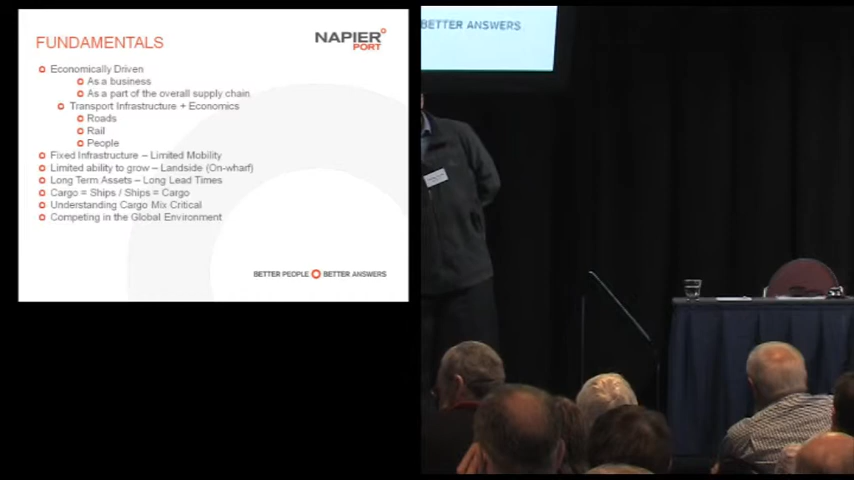 FUNDAMENTALS
NAPIER
PORT
Economically Driven
As a business
As a part of the overall supply chain
Transport Infrastructure + Economics
Roads
Rail
People
Fixed Infrastructure – Limited Mobility
Limited ability to grow – Landside (On-wharf)
Long Term Assets – Long Lead Times
Cargo = Ships / Ships = Cargo
Understanding Cargo Mix Critical
Competing in the Global Environment
BETTER PEOPLE BETTER ANSWERS
BETTER ANSWERS